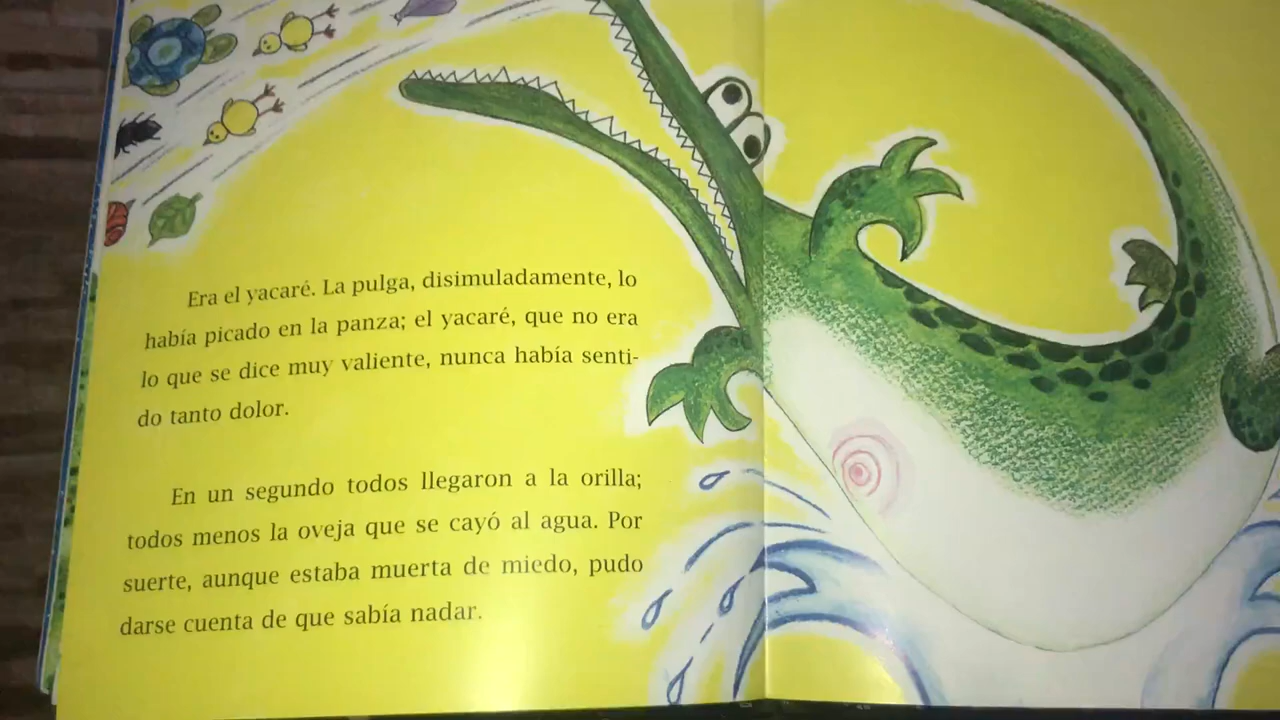 Era el yacaré. La pulga, disimuladamente, lo
había picado en la panza; el yacaré, que no era
lo que se dice muy valiente, nunca había senti-
do tanto dolor.
En un segundo todos llegaron a la orilla;
todos menos la oveja que se cayó al agua. Por
suerte, aunque estaba muerta de miedo, pudo
darse cuenta de que sabía nadar.